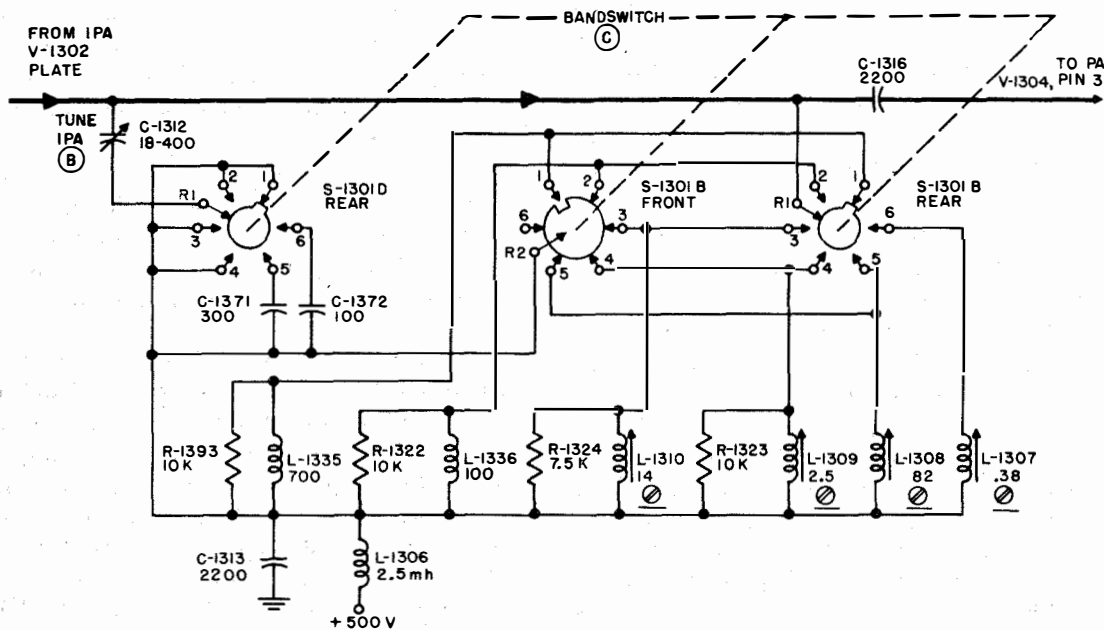 BANDSWITCH
C
FROM IPA
V-1302
PLATE
C-1316
2200
TO PA
V-1304, PIN 3
TUNE
IPA
B
C-1312
18-400
2
1
R1
3
6
4
5
S-1301D
REAR
1
2
6
3
R2
5
4
S-1301B
FRONT
2
1
R1
6
3
4
5
S-1301B
REAR
C-1371
300
C-1372
100
R-1393
10K
L-1335
700
R-1322
10K
L-1336
100
R-1324
7.5K
L-1310
14
R-1323
10K
L-1309
2.5
L-1308
82
L-1307
.38
C-1313
2200
L-1306
2.5mh
+500V